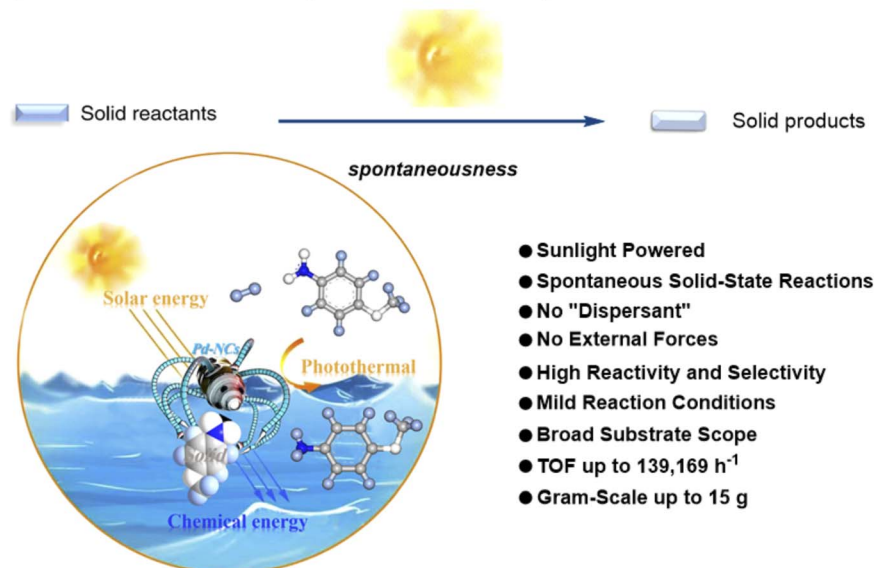 Solid reactants
Solid products
spontaneousness
Solar energy
Pd-NCs
Photothermal
Solid
Chemical energy
● Sunlight Powered
● Spontaneous Solid-State Reactions
● No "Dispersant"
● No External Forces
● High Reactivity and Selectivity
● Mild Reaction Conditions
● Broad Substrate Scope
● TOF up to 139,169 h⁻¹
● Gram-Scale up to 15 g